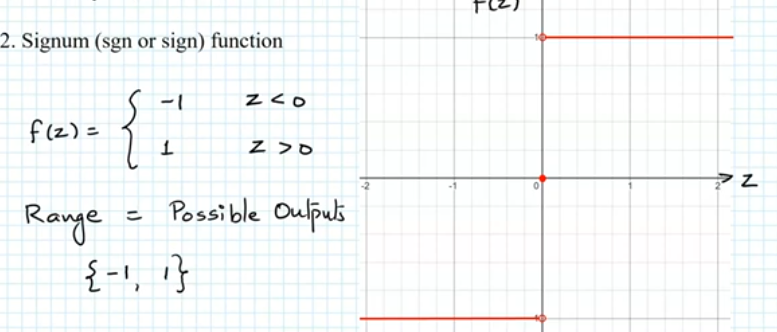 f(z)
2. Signum (sgn or sign) function
f(z) = { -1 z < 0
1 z > 0
Range = Possible Outputs
{-1, 1}
1
-2 -1 0 1 2 z